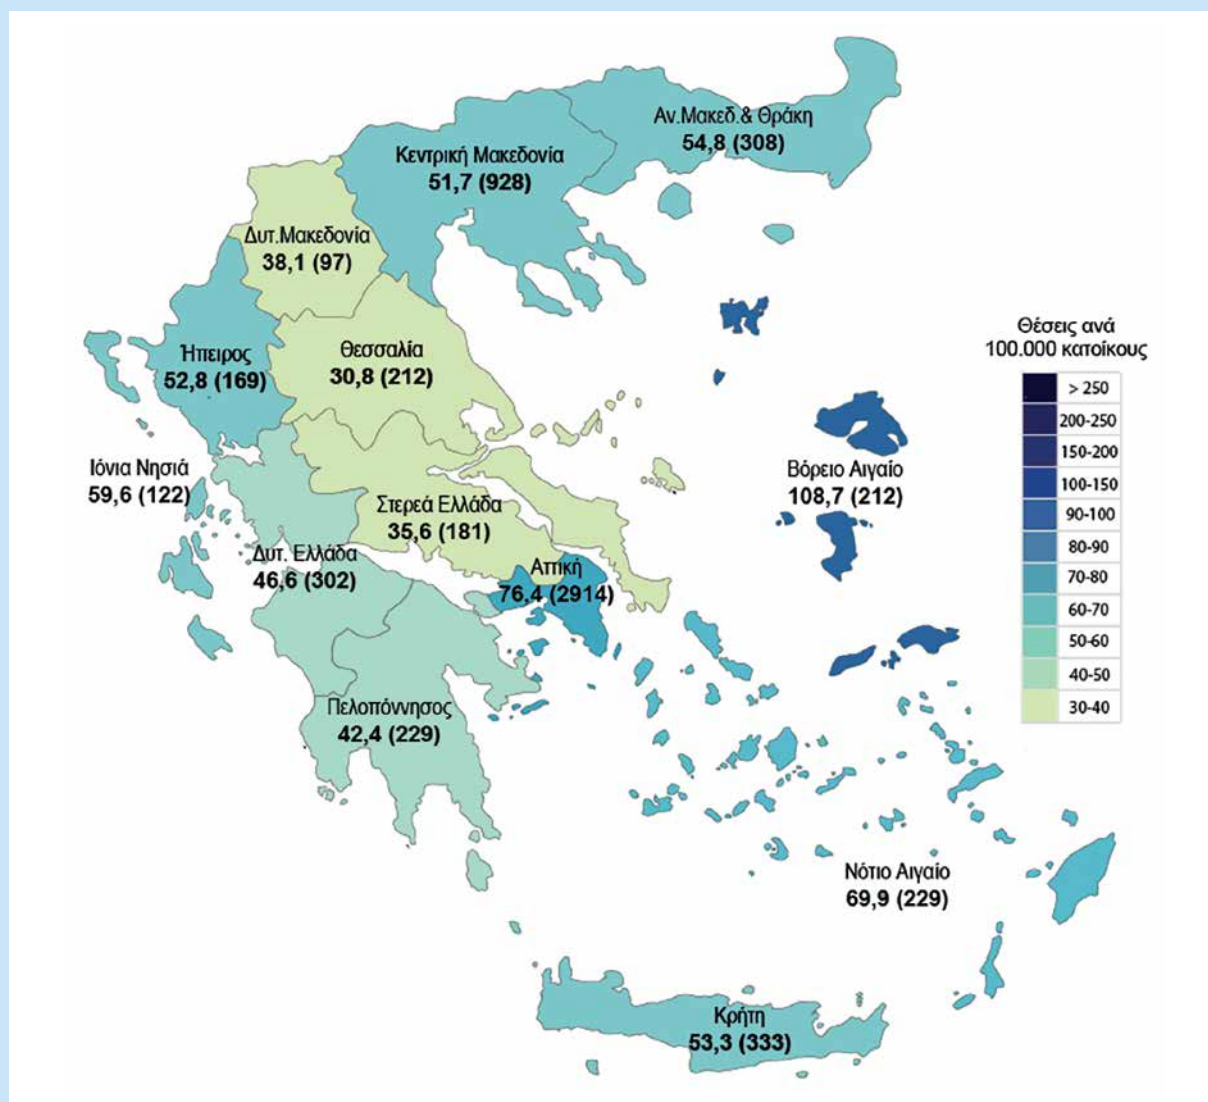 Αν.Μακεδ.& Θράκη
54,8 (308)
Κεντρική Μακεδονία
51,7 (928)
Δυτ.Μακεδονία
38,1 (97)
Ήπειρος
52,8 (169)
Θεσσαλία
30,8 (212)
Ιόνια Νησιά
59,6 (122)
Στερεά Ελλάδα
35,6 (181)
Δυτ. Ελλάδα
46,6 (302)
Αττική
76,4 (2914)
Πελοπόννησος
42,4 (229)
Βόρειο Αιγαίο
108,7 (212)
Νότιο Αιγαίο
69,9 (229)
Κρήτη
53,3 (333)
Θέσεις ανά
100.000 κατοίκους
> 250
200-250
150-200
100-150
90-100
80-90
70-80
60-70
50-60
40-50
30-40